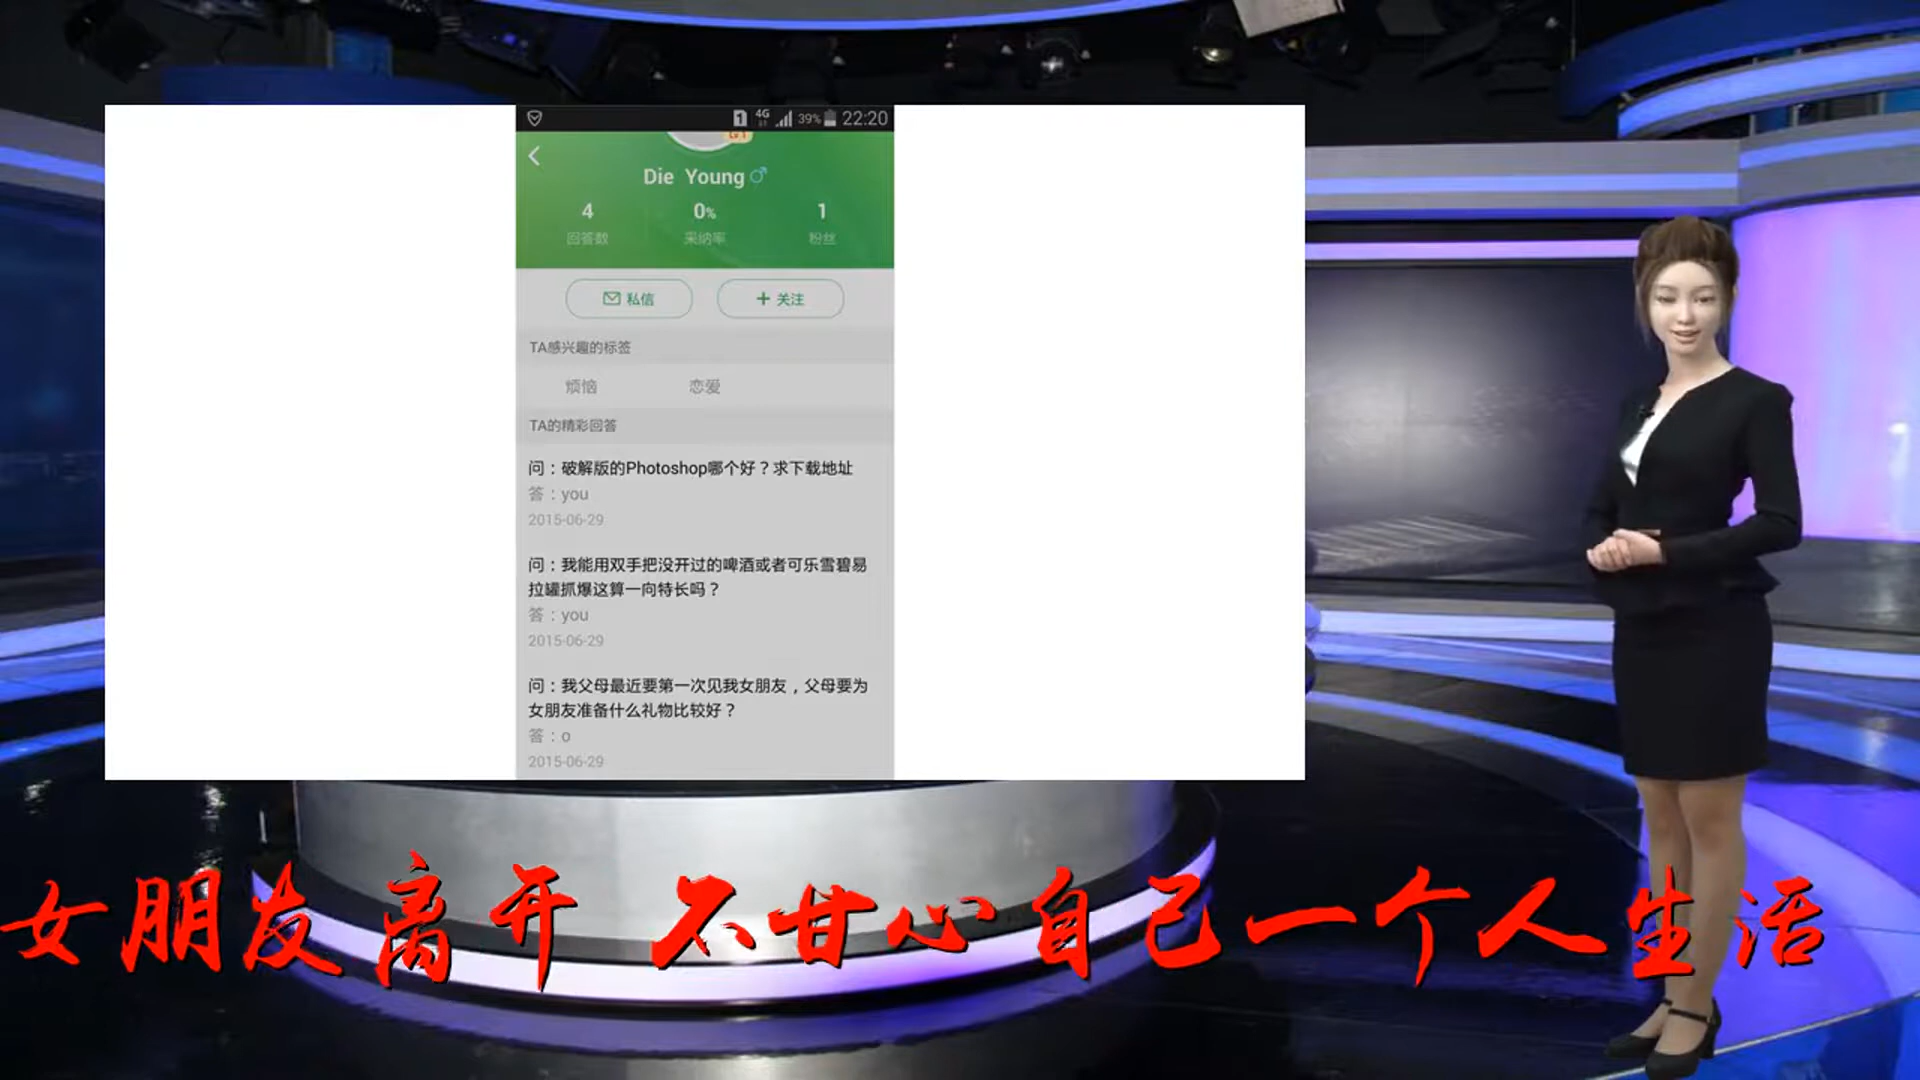 1 4G 39% 22:20
LV1
Die Young
4 0% 1
回答数 采纳率 粉丝
私信 + 关注
TA感兴趣的标签
烦恼 恋爱
TA的精彩回答
问：破解版的Photoshop哪个好？求下载地址
答：you
2015-06-29
问：我能用双手把没开过的啤酒或者可乐雪碧易
拉罐抓爆这算一向特长吗？
答：you
2015-06-29
问：我父母最近要第一次见我女朋友，父母要为
女朋友准备什么礼物比较好？
答：o
2015-06-29
女朋友离开 不甘心自己一个人生活